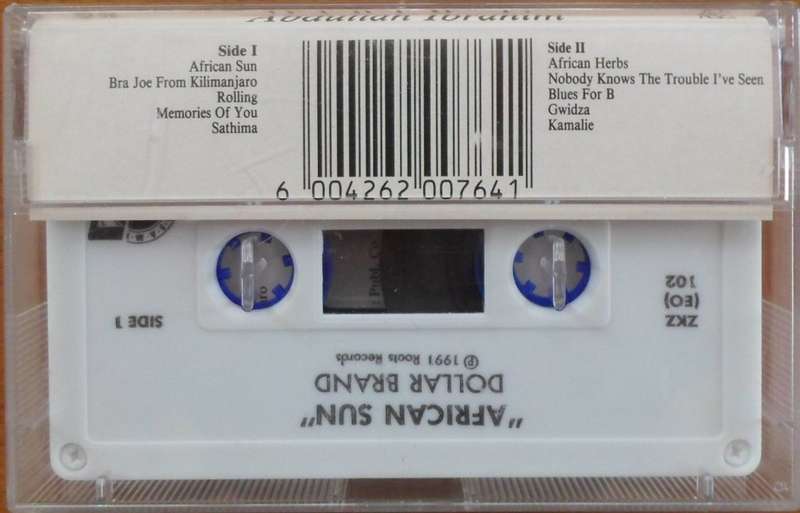 Abdullah Ibrahim
Side I
African Sun
Bra Joe From Kilimanjaro
Rolling
Memories Of You
Sathima
Side II
African Herbs
Nobody Knows The Trouble I've Seen
Blues For B
Gwidza
Kamalie
6 004262 007641
"AFRICAN SUN"
DOLLAR BRAND
℗ 1991 Roots Records
SIDE 1
ZKZ
(EO)
102
Publ. Co